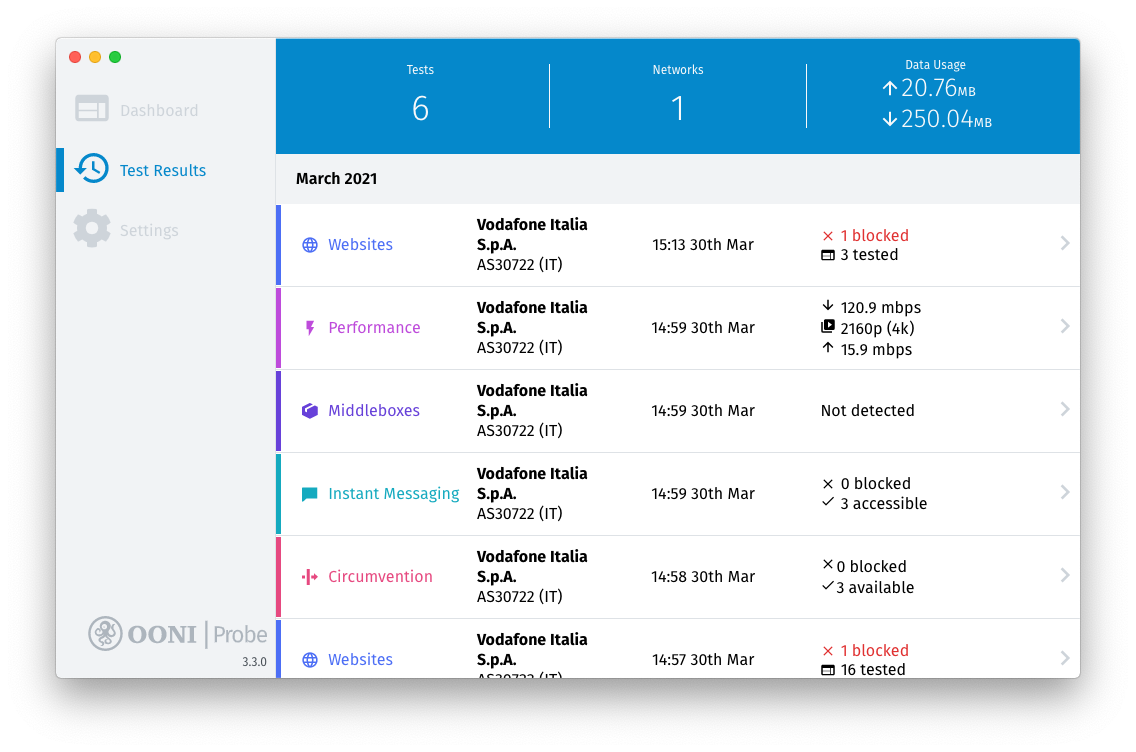 Dashboard
Test Results
Settings
OONI Probe
3.3.0
Tests
6
Networks
1
Data Usage
20.76MB
250.04MB
March 2021
Websites
Vodafone Italia
S.p.A.
AS30722 (IT)
15:13 30th Mar
1 blocked
3 tested
Performance
Vodafone Italia
S.p.A.
AS30722 (IT)
14:59 30th Mar
120.9 mbps
2160p (4k)
15.9 mbps
Middleboxes
Vodafone Italia
S.p.A.
AS30722 (IT)
14:59 30th Mar
Not detected
Instant Messaging
Vodafone Italia
S.p.A.
AS30722 (IT)
14:59 30th Mar
0 blocked
3 accessible
Circumvention
Vodafone Italia
S.p.A.
AS30722 (IT)
14:58 30th Mar
0 blocked
3 available
Websites
Vodafone Italia
S.p.A.
AS30722 (IT)
14:57 30th Mar
1 blocked
16 tested